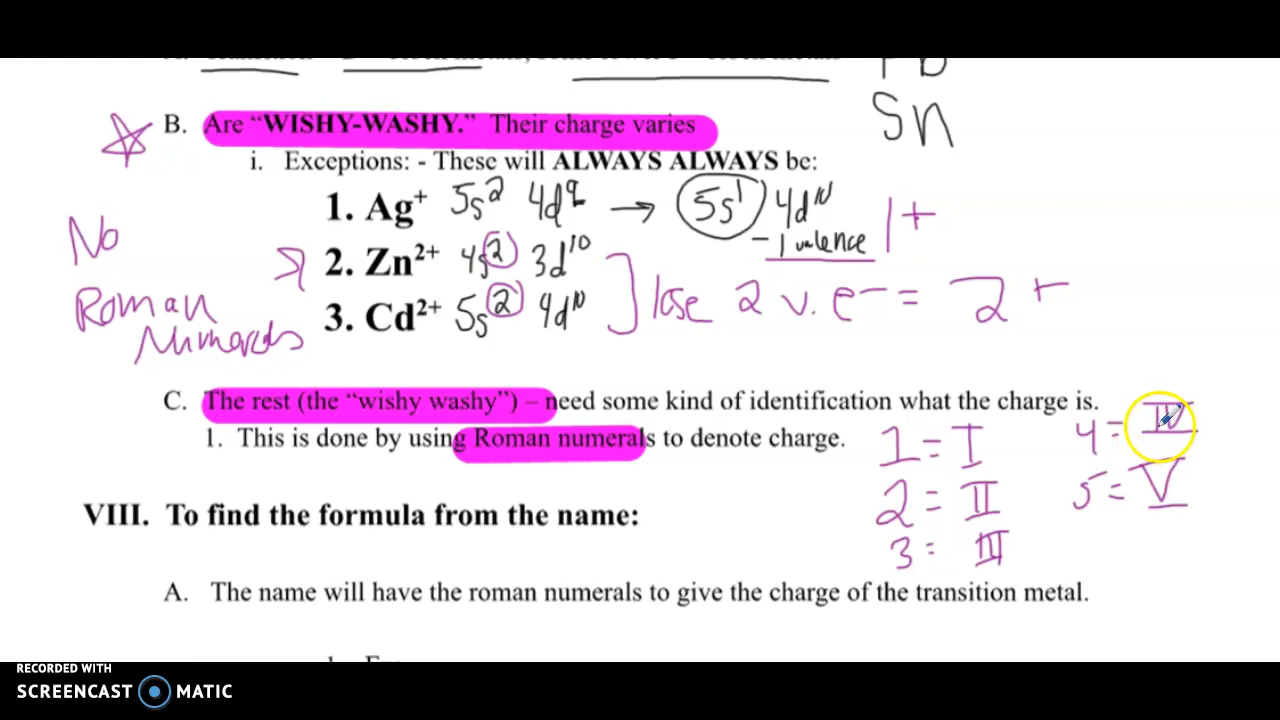 Pb
B. Are "WISHY-WASHY." Their charge varies
Sn
i. Exceptions: - These will ALWAYS ALWAYS be:
1. Ag+ 5s2 4d9 → 5s1 4d10
-1 valence 1+
No
Roman
Numerals
2. Zn2+ 4s2 3d10
3. Cd2+ 5s2 4d10
lose 2 v. e- = 2+
C. The rest (the "wishy washy") – need some kind of identification what the charge is.
1. This is done by using Roman numerals to denote charge.
1 = I
2 = II
3 = III
4 = IV
5 = V
VIII. To find the formula from the name:
A. The name will have the roman numerals to give the charge of the transition metal.
RECORDED WITH
SCREENCAST MATIC